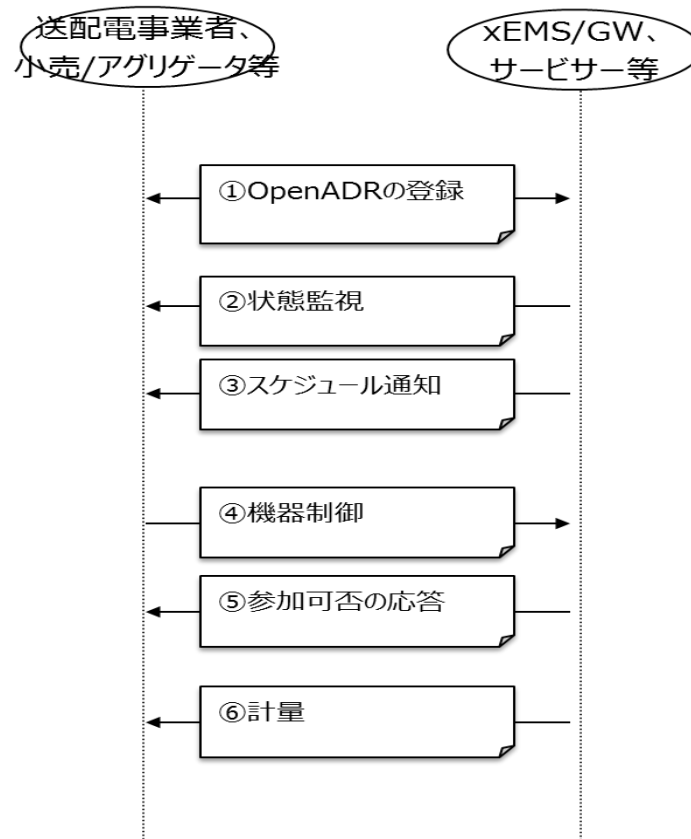 送配電事業者、
小売/アグリゲータ等
xEMS/GW、
サービサー等
①OpenADRの登録
②状態監視
③スケジュール通知
④機器制御
⑤参加可否の応答
⑥計量